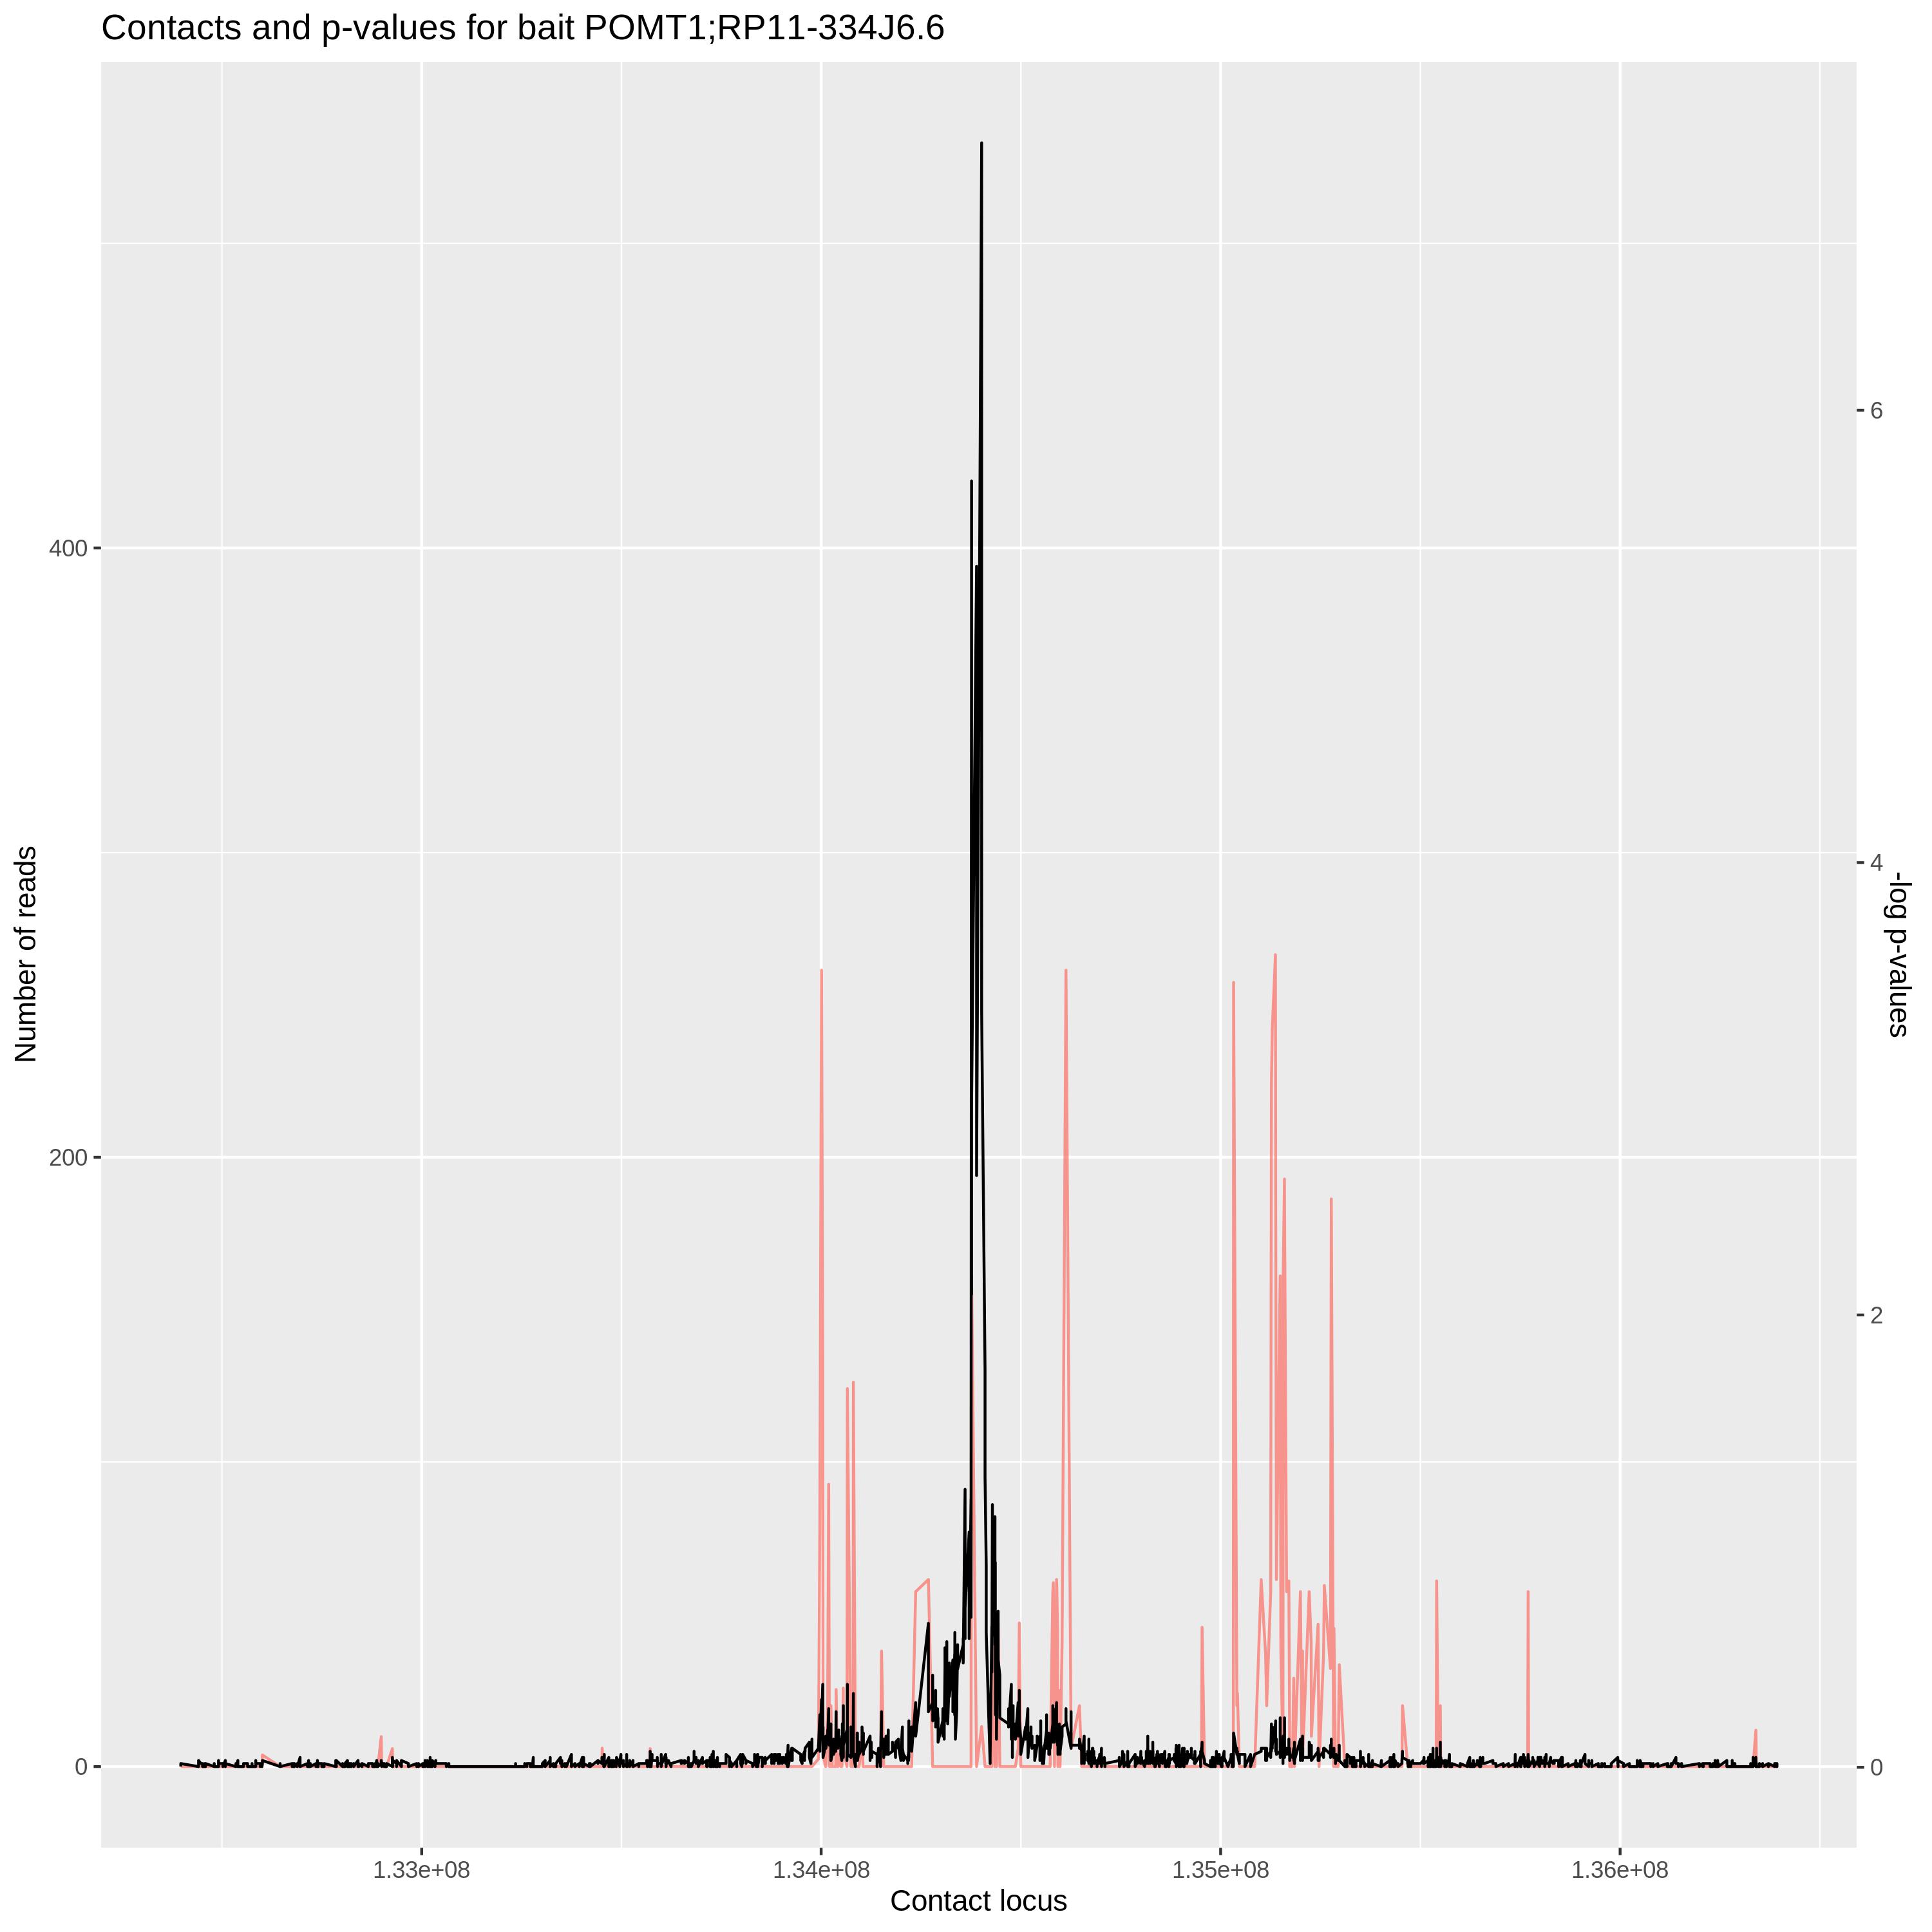 Contacts and p-values for bait POMT1;RP11-334J6.6
Number of reads
400
200
0
6
4
2
0
-log p-values
1.33e+08 1.34e+08 1.35e+08 1.36e+08
Contact locus